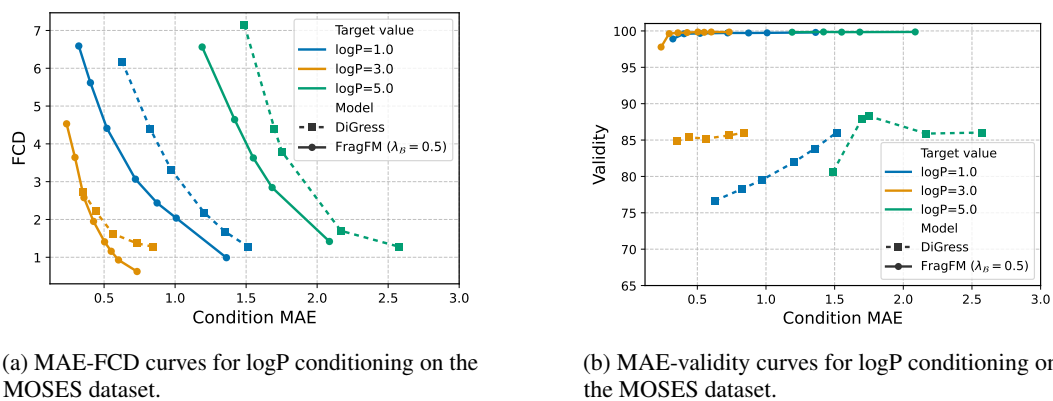 7
6
5
4
3
2
1
FCD
0.5
1.0
1.5
2.0
2.5
3.0
Condition MAE
Target value
logP=1.0
logP=3.0
logP=5.0
Model
DiGress
FragFM (λ_B = 0.5)
(a) MAE-FCD curves for logP conditioning on the
MOSES dataset.
100
95
90
85
80
75
70
65
Validity
0.5
1.0
1.5
2.0
2.5
3.0
Condition MAE
Target value
logP=1.0
logP=3.0
logP=5.0
Model
DiGress
FragFM (λ_B = 0.5)
(b) MAE-validity curves for logP conditioning on
the MOSES dataset.